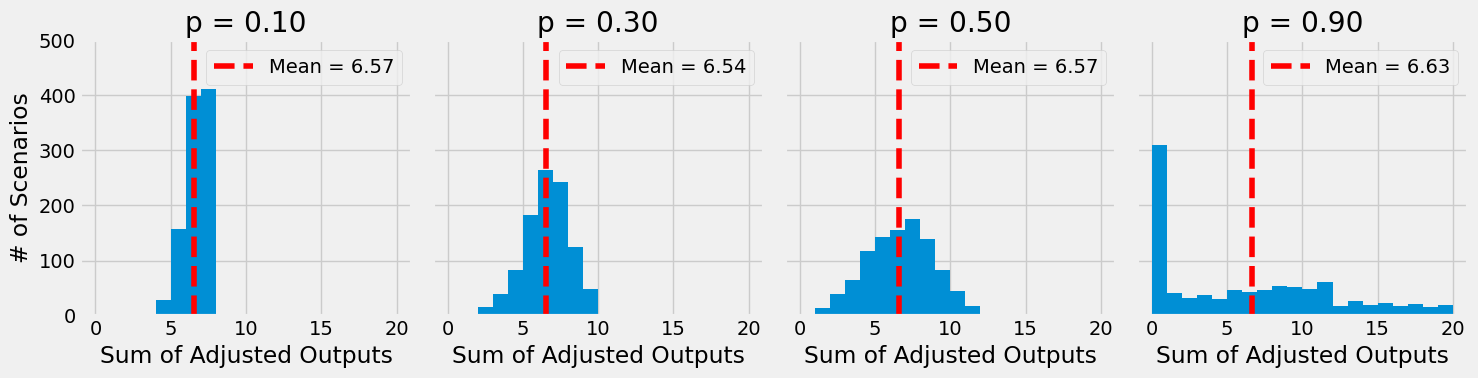 p = 0.10
p = 0.30
p = 0.50
p = 0.90
Mean = 6.57
Mean = 6.54
Mean = 6.57
Mean = 6.63
# of Scenarios
500
400
300
200
100
0
0 5 10 15 20
0 5 10 15 20
0 5 10 15 20
0 5 10 15 20
Sum of Adjusted Outputs
Sum of Adjusted Outputs
Sum of Adjusted Outputs
Sum of Adjusted Outputs